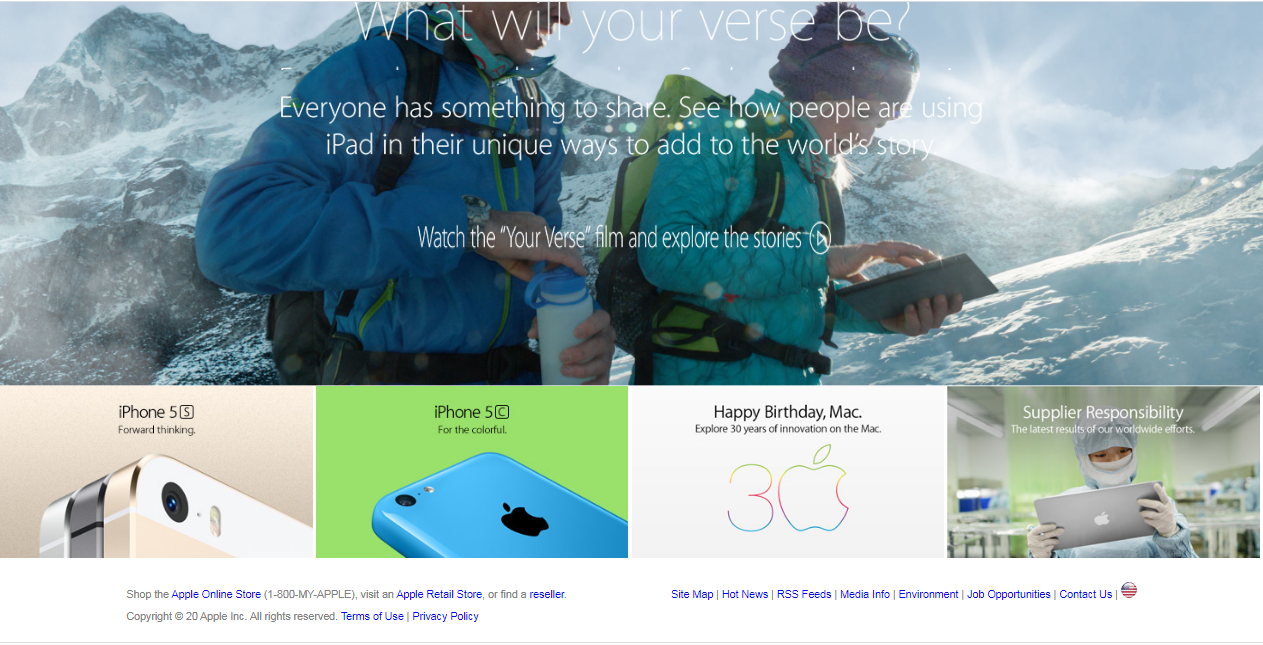 What will your verse be?
Everyone has something to share. See how people are using
iPad in their unique ways to add to the world's story.
Watch the “Your Verse” film and explore the stories
iPhone 5S
Forward thinking.
iPhone 5C
For the colorful.
Happy Birthday, Mac.
Explore 30 years of innovation on the Mac.
30
Supplier Responsibility
The latest results of our worldwide efforts.
Shop the Apple Online Store (1-800-MY-APPLE), visit an Apple Retail Store, or find a reseller.
Site Map | Hot News | RSS Feeds | Media Info | Environment | Job Opportunities | Contact Us |
Copyright © 20 Apple Inc. All rights reserved. Terms of Use | Privacy Policy